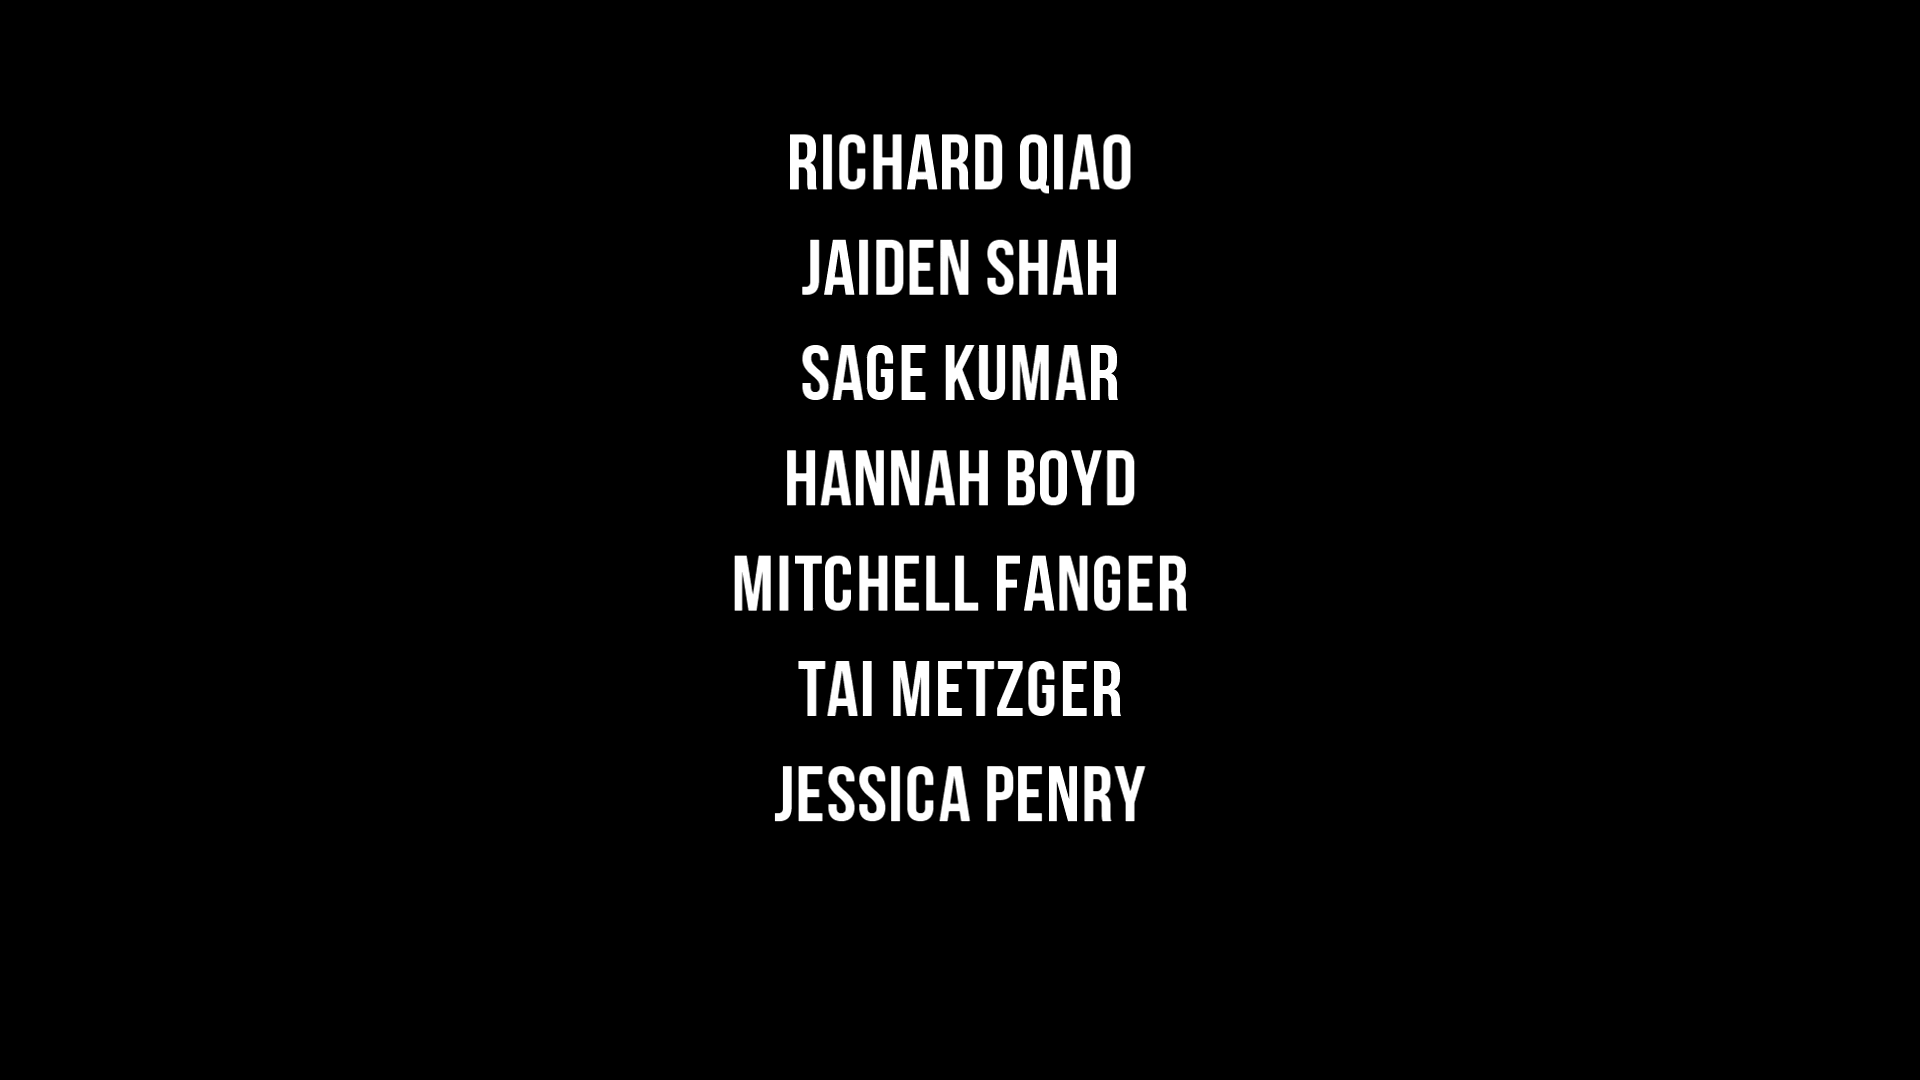 RICHARD QIAO
JAIDEN SHAH
SAGE KUMAR
HANNAH BOYD
MITCHELL FANGER
TAI METZGER
JESSICA PENRY